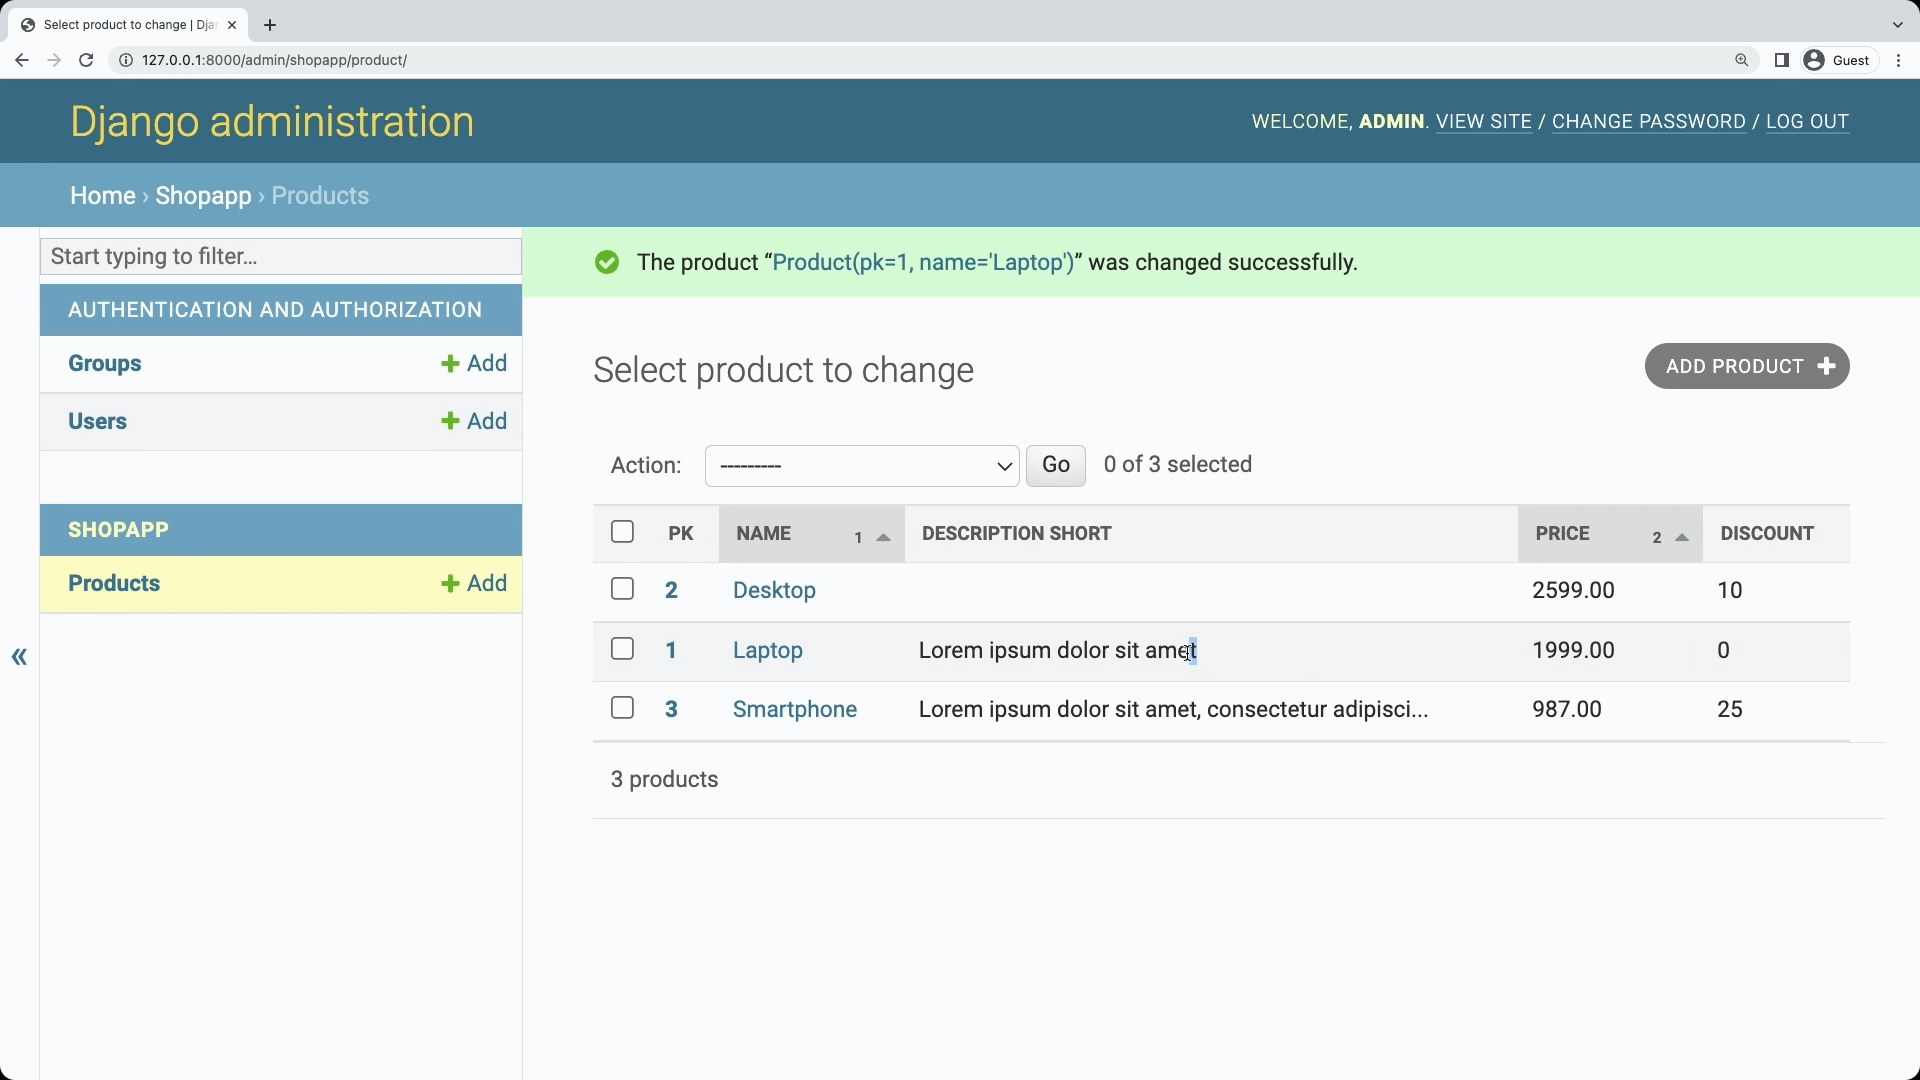 Select product to change | Dja
127.0.0.1:8000/admin/shopapp/product/
Guest
Django administration
WELCOME, ADMIN. VIEW SITE / CHANGE PASSWORD / LOG OUT
Home › Shopapp › Products
Start typing to filter...
The product “Product(pk=1, name='Laptop')” was changed successfully.
AUTHENTICATION AND AUTHORIZATION
Groups + Add
Users + Add
SHOPAPP
Products + Add
«
Select product to change
ADD PRODUCT +
Action: --------- Go 0 of 3 selected
PK NAME 1 DESCRIPTION SHORT PRICE 2 DISCOUNT
2 Desktop 2599.00 10
1 Laptop Lorem ipsum dolor sit amet 1999.00 0
3 Smartphone Lorem ipsum dolor sit amet, consectetur adipisci... 987.00 25
3 products